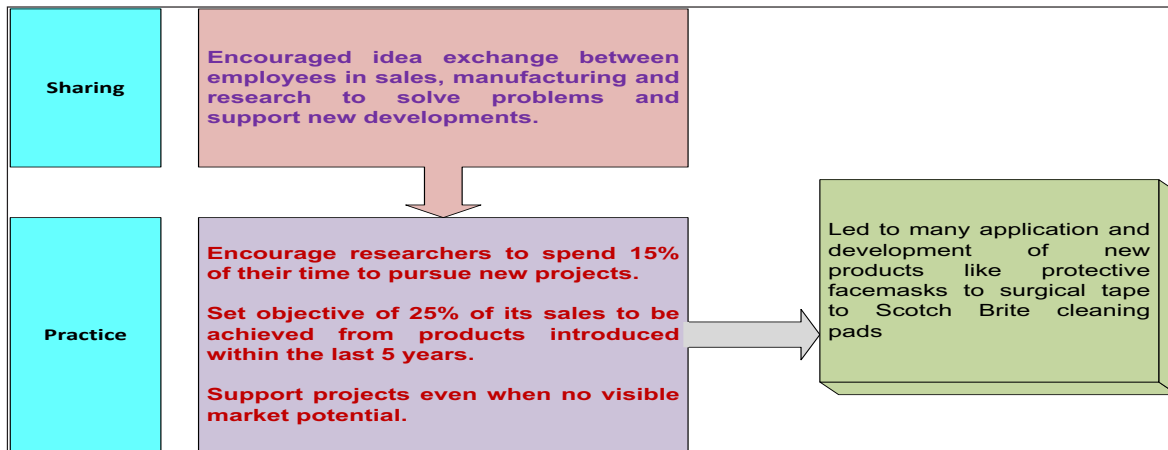 Sharing
Encouraged idea exchange between
employees in sales, manufacturing and
research to solve problems and
support new developments.
Practice
Encourage researchers to spend 15%
of their time to pursue new projects.
Set objective of 25% of its sales to be
achieved from products introduced
within the last 5 years.
Support projects even when no visible
market potential.
Led to many application and
development of new
products like protective
facemasks to surgical tape
to Scotch Brite cleaning
pads